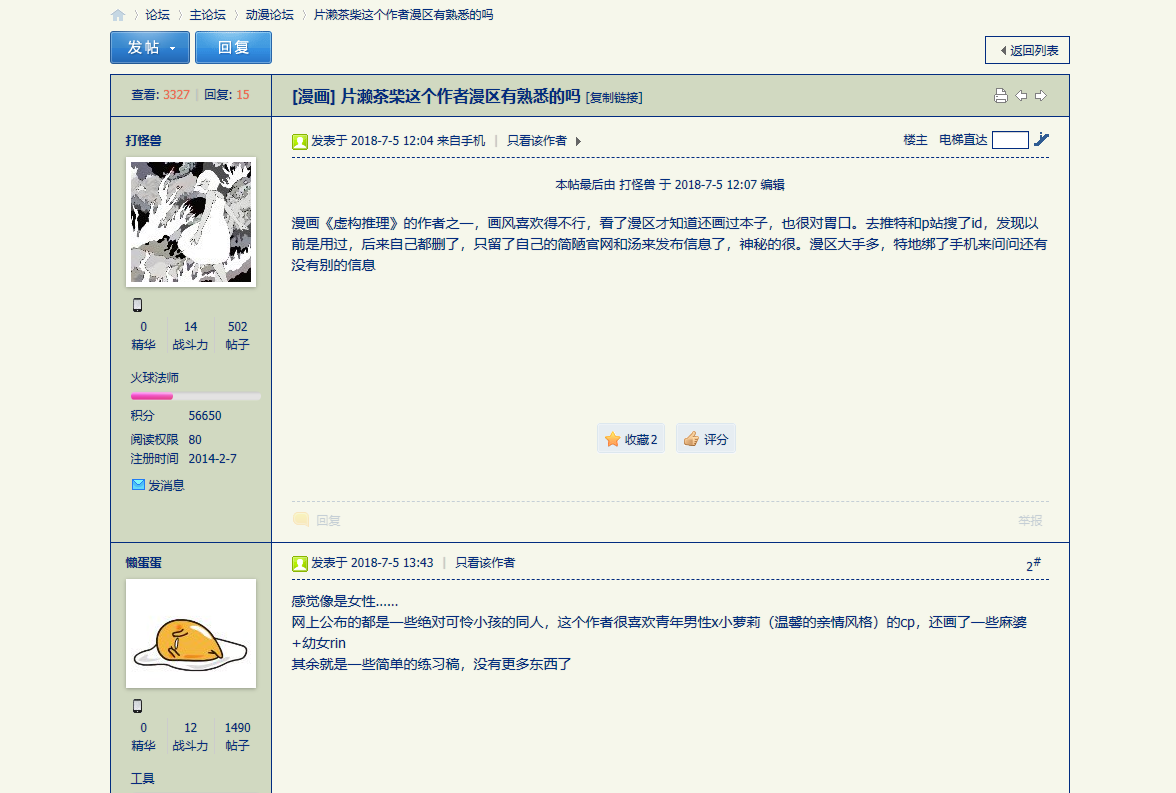 论坛 › 主论坛 › 动漫论坛 › 片濑茶柴这个作者漫区有熟悉的吗
发帖 回复 返回列表
查看: 3327 | 回复: 15
[漫画] 片濑茶柴这个作者漫区有熟悉的吗 [复制链接]
打怪兽
发表于 2018-7-5 12:04 来自手机 | 只看该作者
楼主 电梯直达
本帖最后由 打怪兽 于 2018-7-5 12:07 编辑
漫画《虚构推理》的作者之一，画风喜欢得不行，看了漫区才知道还画过本子，也很对胃口。去推特和p站搜了id，发现以
前是用过，后来自己都删了，只留了自己的简陋官网和汤来发布信息了，神秘的很。漫区大手多，特地绑了手机来问问还有
没有别的信息
0 14 502
精华 战斗力 帖子
火球法师
积分 56650
阅读权限 80
注册时间 2014-2-7
发消息
收藏2 评分
回复 举报
懒蛋蛋
发表于 2018-7-5 13:43 | 只看该作者
2#
感觉像是女性......
网上公布的都是一些绝对可怜小孩的同人，这个作者很喜欢青年男性x小萝莉（温馨的亲情风格）的cp，还画了一些麻婆
+幼女rin
其余就是一些简单的练习稿，没有更多东西了
0 12 1490
精华 战斗力 帖子
工具